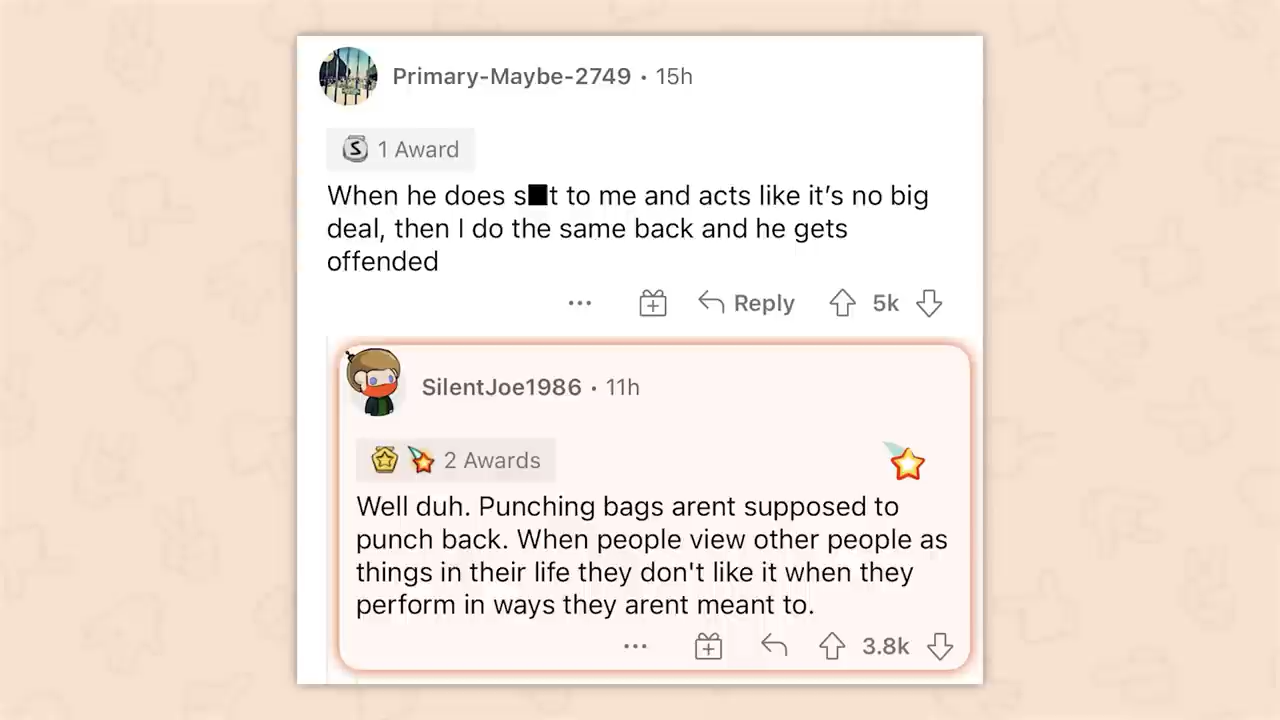 Primary-Maybe-2749 · 15h
S 1 Award
When he does s■t to me and acts like it’s no big
deal, then I do the same back and he gets
offended
... Reply 5k
SilentJoe1986 · 11h
2 Awards
Well duh. Punching bags arent supposed to
punch back. When people view other people as
things in their life they don't like it when they
perform in ways they arent meant to.
... 3.8k